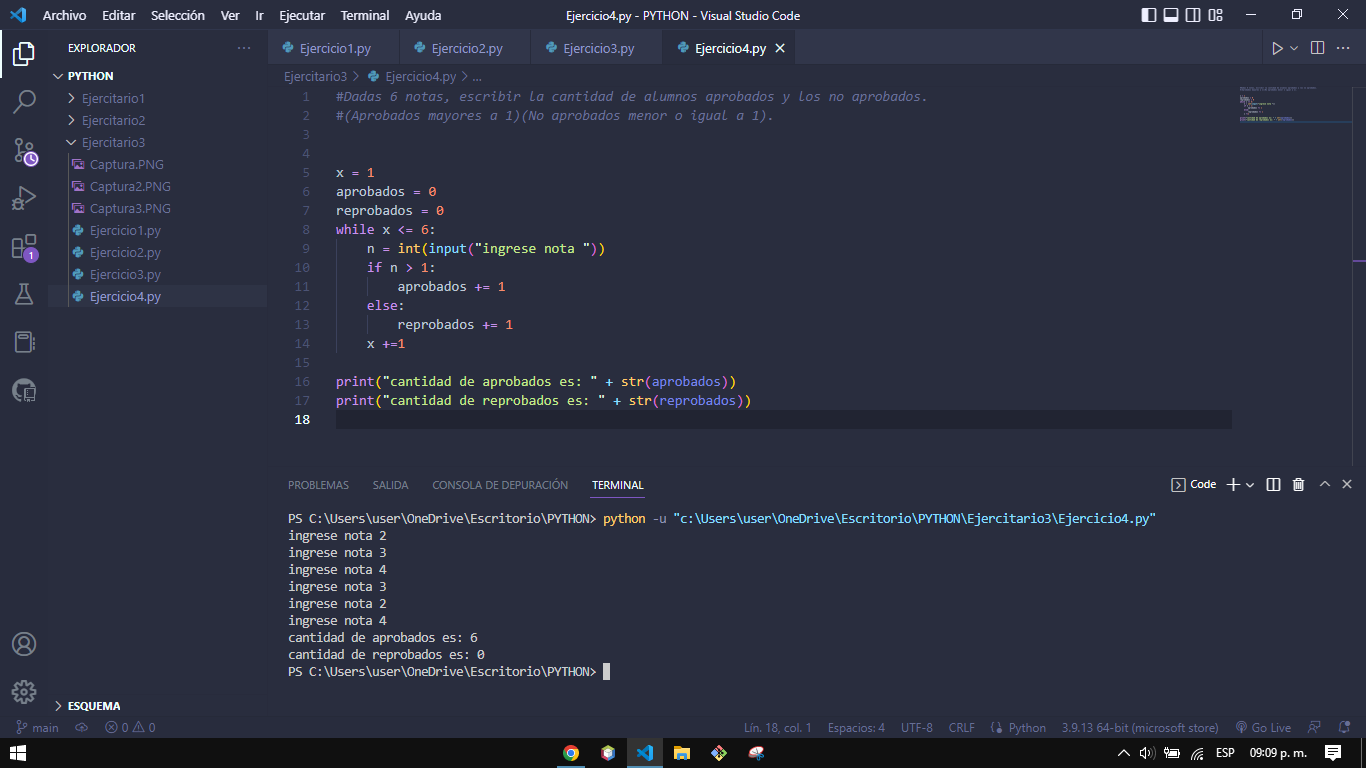 Archivo Editar Selección Ver Ir Ejecutar Terminal Ayuda Ejercicio4.py - PYTHON - Visual Studio Code
EXPLORADOR
PYTHON
Ejercitario1
Ejercitario2
Ejercitario3
Captura.PNG
Captura2.PNG
Captura3.PNG
Ejercicio1.py
Ejercicio2.py
Ejercicio3.py
Ejercicio4.py
ESQUEMA
1
Ejercicio1.py Ejercicio2.py Ejercicio3.py Ejercicio4.py
Ejercitario3 > Ejercicio4.py > ...
1 #Dadas 6 notas, escribir la cantidad de alumnos aprobados y los no aprobados.
2 #(Aprobados mayores a 1)(No aprobados menor o igual a 1).
3
4
5 x = 1
6 aprobados = 0
7 reprobados = 0
8 while x <= 6:
9 n = int(input("ingrese nota "))
10 if n > 1:
11 aprobados += 1
12 else:
13 reprobados += 1
14 x +=1
15
16 print("cantidad de aprobados es: " + str(aprobados))
17 print("cantidad de reprobados es: " + str(reprobados))
18
PROBLEMAS SALIDA CONSOLA DE DEPURACIÓN TERMINAL Code
PS C:\Users\user\OneDrive\Escritorio\PYTHON> python -u "c:\Users\user\OneDrive\Escritorio\PYTHON\Ejercitario3\Ejercicio4.py"
ingrese nota 2
ingrese nota 3
ingrese nota 4
ingrese nota 3
ingrese nota 2
ingrese nota 4
cantidad de aprobados es: 6
cantidad de reprobados es: 0
PS C:\Users\user\OneDrive\Escritorio\PYTHON>
main 0 0 Lín. 18, col. 1 Espacios: 4 UTF-8 CRLF Python 3.9.13 64-bit (microsoft store) Go Live
ESP 09:09 p. m.